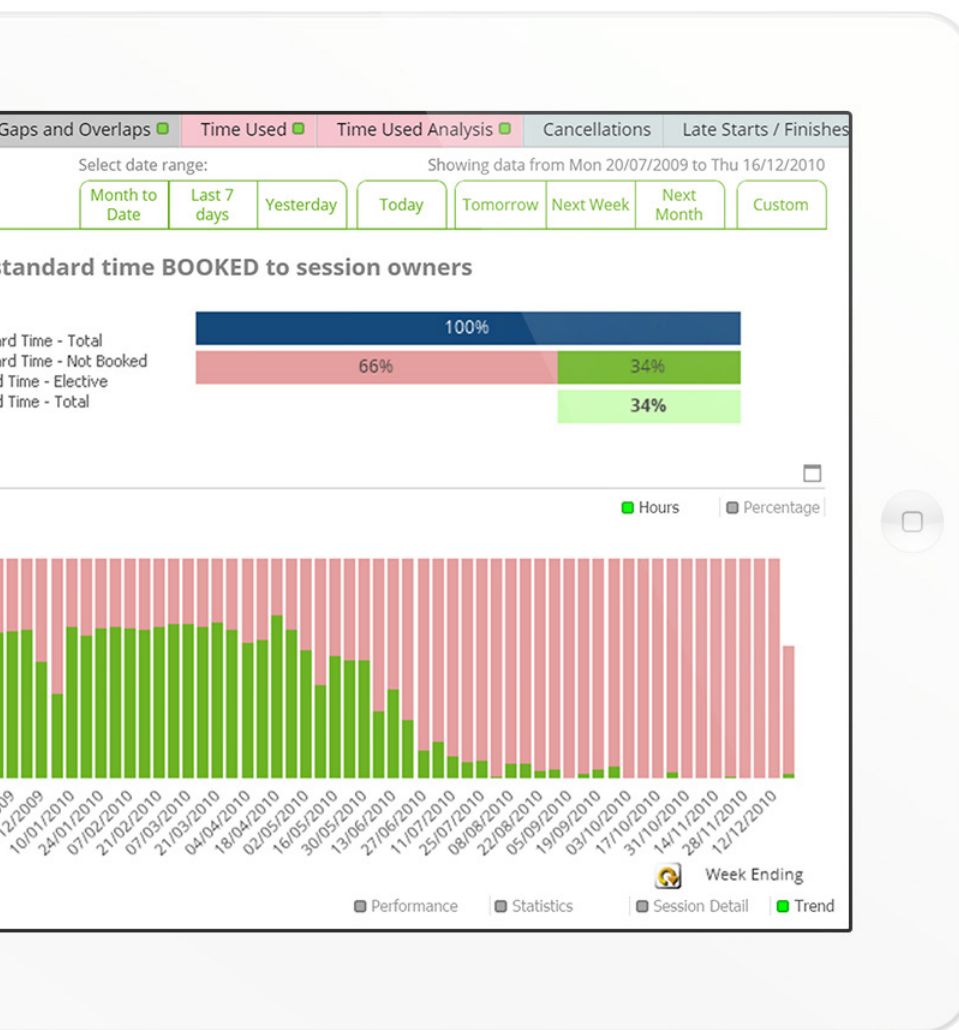 Gaps and Overlaps Time Used Time Used Analysis Cancellations Late Starts / Finishes
Select date range: Showing data from Mon 20/07/2009 to Thu 16/12/2010
Month to Date Last 7 days Yesterday Today Tomorrow Next Week Next Month Custom
standard time BOOKED to session owners
100%
rd Time - Total
rd Time - Not Booked
66% 34%
d Time - Elective
d Time - Total
34%
Hours Percentage
12/2009 10/01/2010 24/01/2010 07/02/2010 21/02/2010 07/03/2010 21/03/2010 04/04/2010 18/04/2010 02/05/2010 16/05/2010 30/05/2010 13/06/2010 27/06/2010 11/07/2010 25/07/2010 08/08/2010 22/08/2010 05/09/2010 19/09/2010 03/10/2010 17/10/2010 31/10/2010 14/11/2010 28/11/2010 12/12/2010
Week Ending
Performance Statistics Session Detail Trend